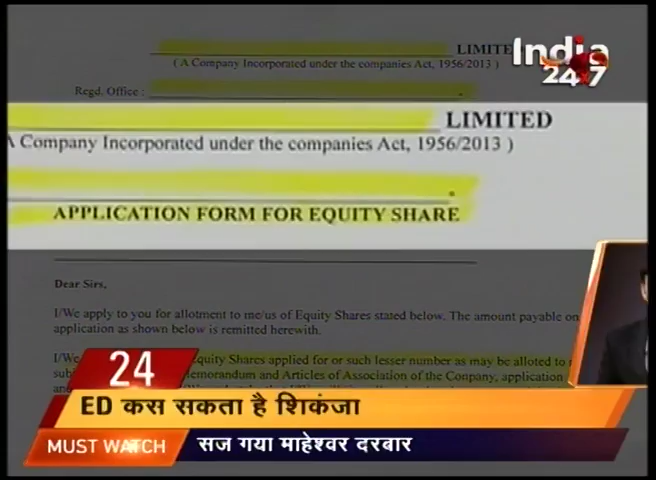 LIMITE
( A Company Incorporated under the companies Act, 1956/2013 )
India
24x7
Regd. Office :
LIMITED
A Company Incorporated under the companies Act, 1956/2013 )
APPLICATION FORM FOR EQUITY SHARE
Dear Sirs,
I/We apply to you for allotment to me/us of Equity Shares stated below. The amount payable on
application as shown below is remitted herewith.
I/We Equity Shares applied for or such lesser number as may be alloted to
Memorandum and Articles of Association of the Company, application
24
ED कस सकता है शिकंजा
MUST WATCH
सज गया माहेश्वर दरबार